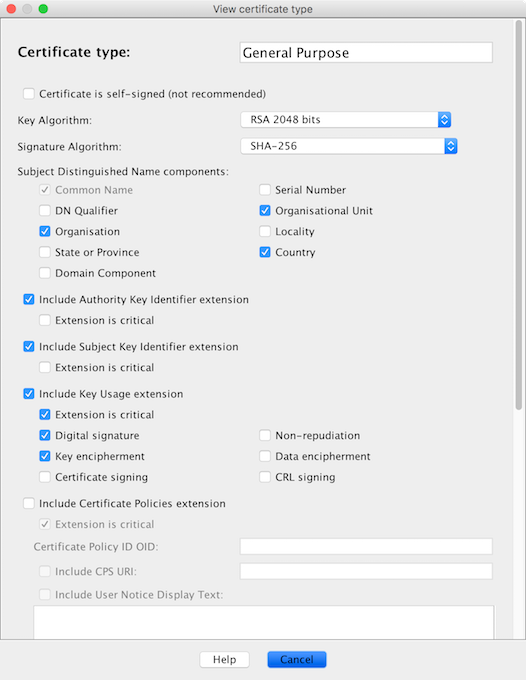 View certificate type
Certificate type: General Purpose
Certificate is self-signed (not recommended)
Key Algorithm: RSA 2048 bits
Signature Algorithm: SHA-256
Subject Distinguished Name components:
Common Name Serial Number
DN Qualifier Organisational Unit
Organisation Locality
State or Province Country
Domain Component
Include Authority Key Identifier extension
Extension is critical
Include Subject Key Identifier extension
Extension is critical
Include Key Usage extension
Extension is critical
Digital signature Non-repudiation
Key encipherment Data encipherment
Certificate signing CRL signing
Include Certificate Policies extension
Extension is critical
Certificate Policy ID OID:
Include CPS URI:
Include User Notice Display Text:
Help Cancel